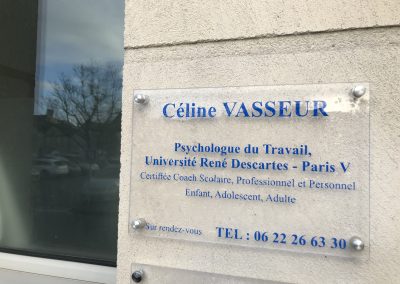 Céline VASSEUR
Psychologue du Travail,
Université René Descartes - Paris V
Certifiée Coach Scolaire, Professionnel et Personnel
Enfant, Adolescent, Adulte
Sur rendez-vous TEL : 06 22 26 63 30